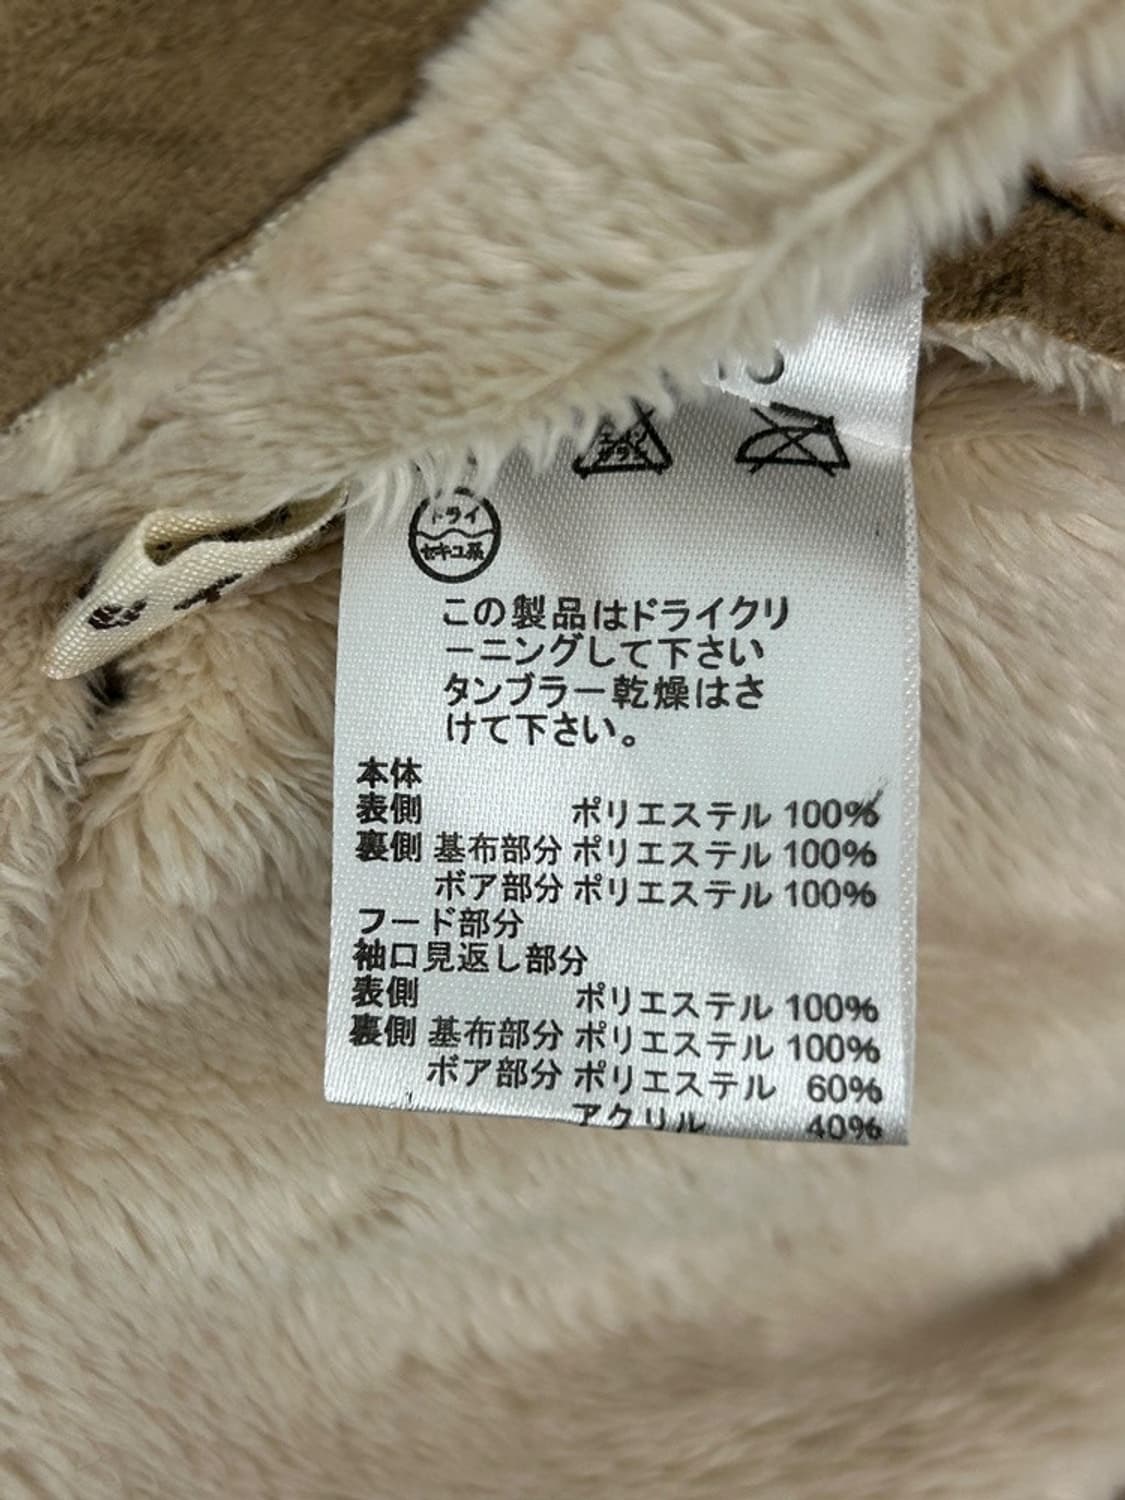 エンソ
サラシ
ドライ
セキユ系
この製品はドライクリ
ーニングして下さい
タンブラー乾燥はさ
けて下さい。
本体
表側 ポリエステル 100%
裏側 基布部分 ポリエステル 100%
ボア部分 ポリエステル 100%
フード部分
袖口見返し部分
表側 ポリエステル 100%
裏側 基布部分 ポリエステル 100%
ボア部分 ポリエステル 60%
アクリル 40%